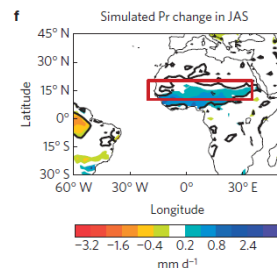 f Simulated Pr change in JAS
45° N
30° N
15° N
0°
15° S
30° S
Latitude
60° W 30° W 0° 30° E
Longitude
−3.2 −1.6 −0.4 0.2 0.8 2.4
mm d−1